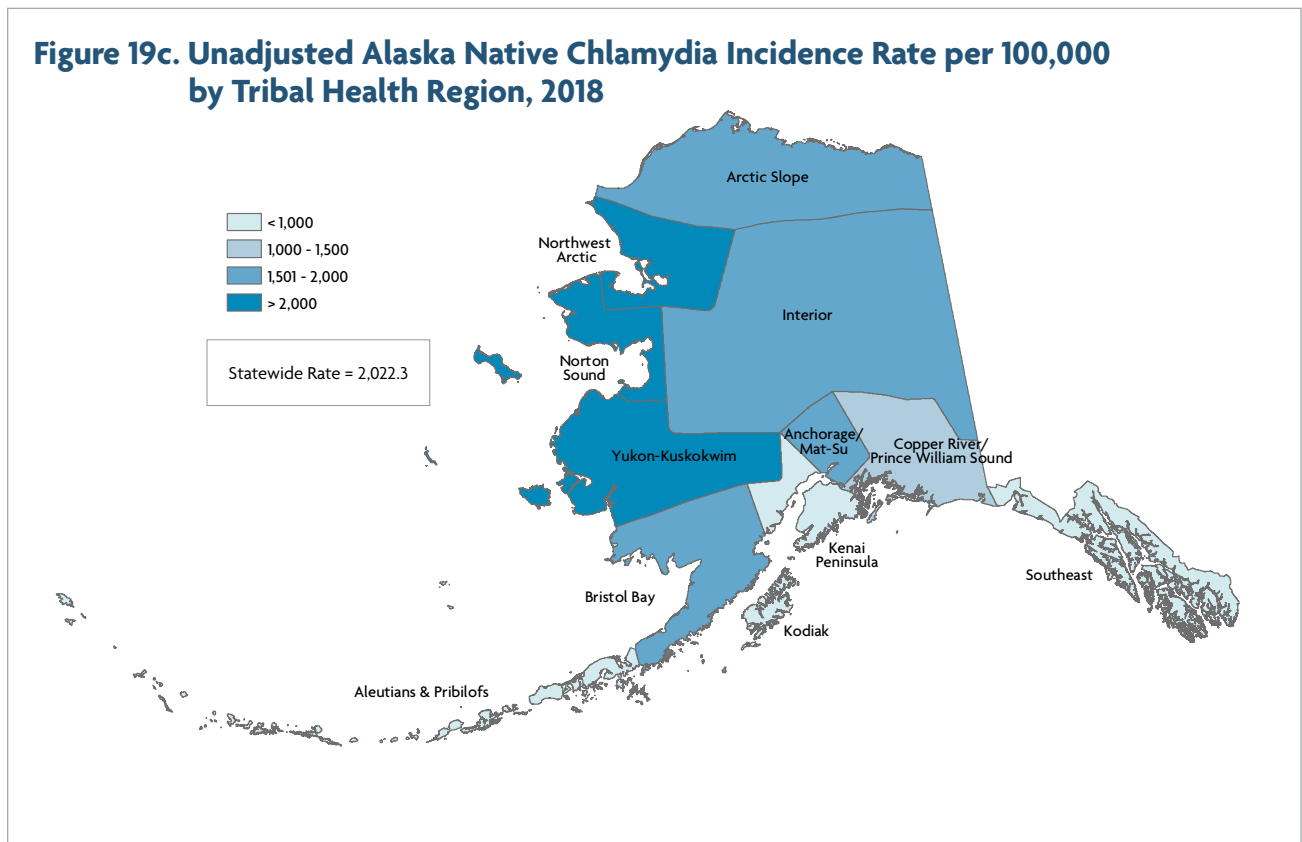 Figure 19c. Unadjusted Alaska Native Chlamydia Incidence Rate per 100,000
by Tribal Health Region, 2018
< 1,000
1,000 - 1,500
1,501 - 2,000
> 2,000
Statewide Rate = 2,022.3
Arctic Slope
Northwest
Arctic
Interior
Norton
Sound
Anchorage/
Mat-Su
Copper River/
Prince William Sound
Yukon-Kuskokwim
Kenai
Peninsula
Southeast
Bristol Bay
Kodiak
Aleutians & Pribilofs